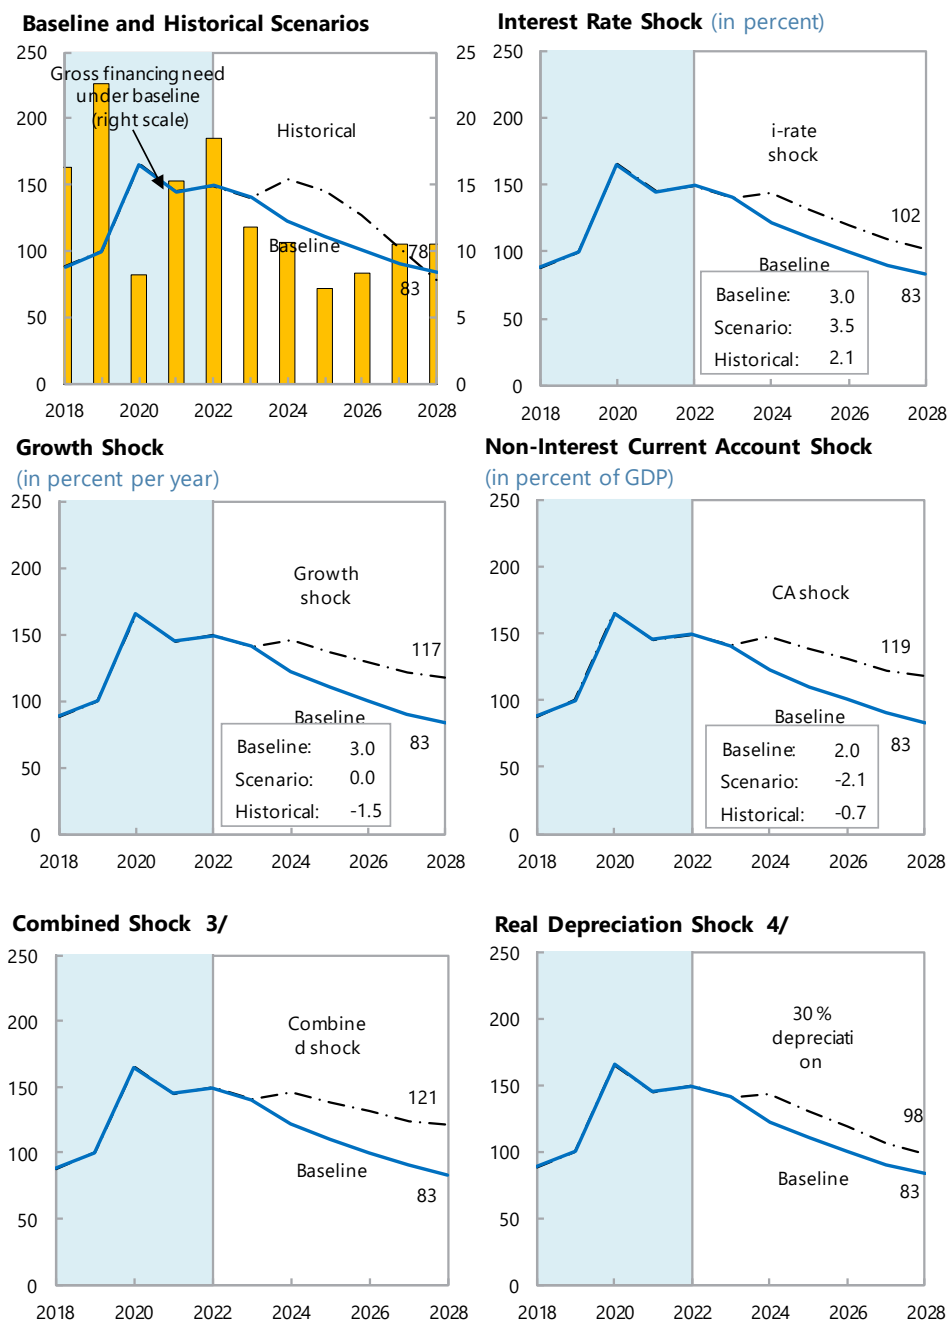 Baseline and Historical Scenarios
250
200
150
100
50
0
25
20
15
10
5
0
Gross financing need
under baseline
(right scale)
Historical
Baseline
78
83
2018 2020 2022 2024 2026 2028
Interest Rate Shock (in percent)
250
200
150
100
50
0
i-rate
shock
102
Baseline
83
Baseline: 3.0
Scenario: 3.5
Historical: 2.1
2018 2020 2022 2024 2026 2028
Growth Shock
(in percent per year)
250
200
150
100
50
0
Growth
shock
117
Baseline
83
Baseline: 3.0
Scenario: 0.0
Historical: -1.5
2018 2020 2022 2024 2026 2028
Non-Interest Current Account Shock
(in percent of GDP)
250
200
150
100
50
0
CA shock
119
Baseline
83
Baseline: 2.0
Scenario: -2.1
Historical: -0.7
2018 2020 2022 2024 2026 2028
Combined Shock 3/
250
200
150
100
50
0
Combine
d shock
121
Baseline
83
2018 2020 2022 2024 2026 2028
Real Depreciation Shock 4/
250
200
150
100
50
0
30 %
depreciati
on
98
Baseline
83
2018 2020 2022 2024 2026 2028